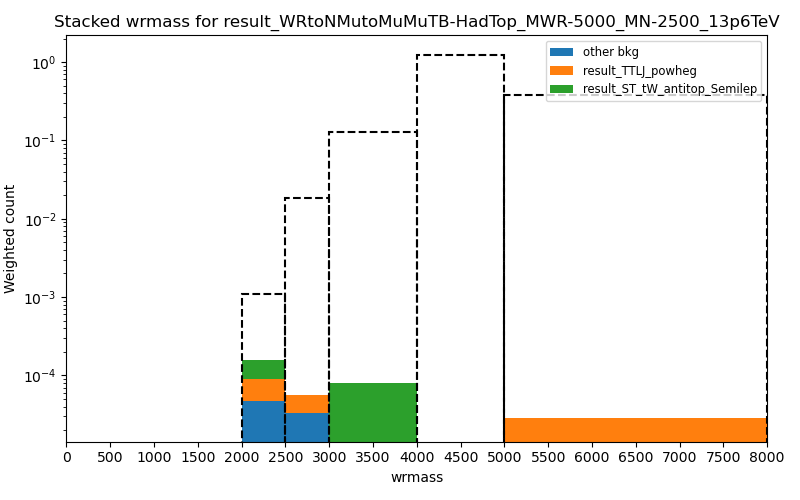 Stacked wrmass for result_WRtoNMutoMuMuTB-HadTop_MWR-5000_MN-2500_13p6TeV
other bkg
result_TTLJ_powheg
result_ST_tW_antitop_Semilep
Weighted count
10^0
10^-1
10^-2
10^-3
10^-4
0 500 1000 1500 2000 2500 3000 3500 4000 4500 5000 5500 6000 6500 7000 7500 8000
wrmass